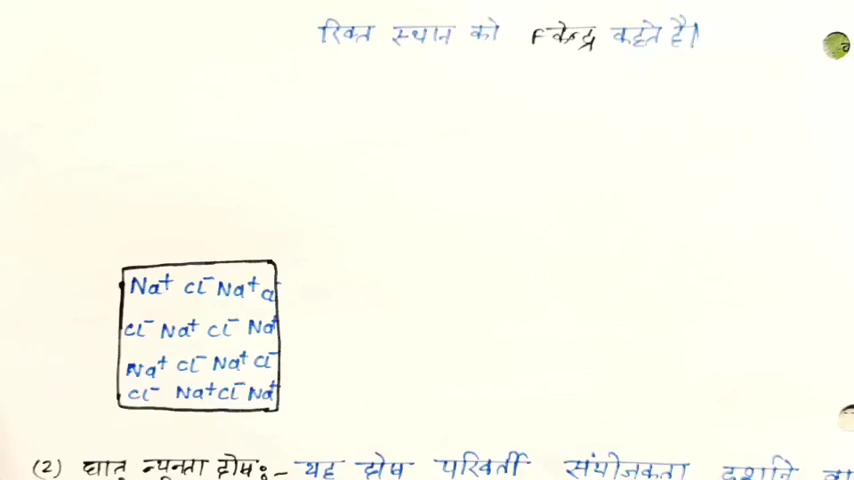 रिक्त स्थान को F केन्द्र कहते है।
Na⁺ Cl⁻ Na⁺ Cl⁻
Cl⁻ Na⁺ Cl⁻ Na⁺
Na⁺ Cl⁻ Na⁺ Cl⁻
Cl⁻ Na⁺ Cl⁻ Na⁺
(2) धातु न्यूनता दोष :- यह दोष परिवर्ती संयोजकता दर्शाने